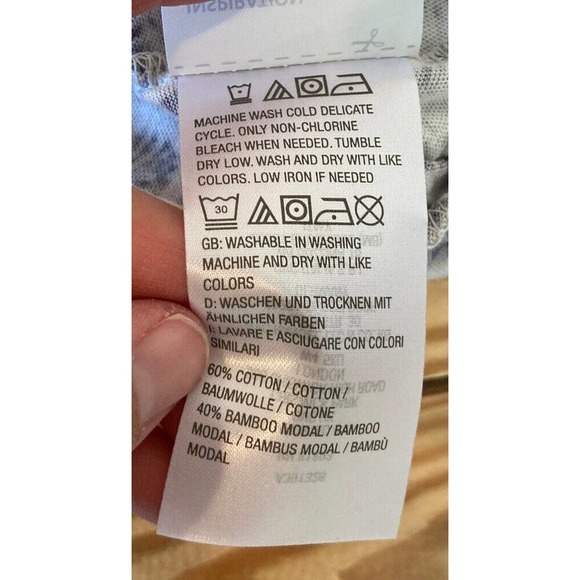 INSPIRATION
MACHINE WASH COLD DELICATE
CYCLE. ONLY NON-CHLORINE
BLEACH WHEN NEEDED. TUMBLE
DRY LOW. WASH AND DRY WITH LIKE
COLORS. LOW IRON IF NEEDED
30
GB: WASHABLE IN WASHING
MACHINE AND DRY WITH LIKE
COLORS
D: WASCHEN UND TROCKNEN MIT
ÄHNLICHEN FARBEN
I: LAVARE E ASCIUGARE CON COLORI
SIMILARI
60% COTTON / COTTON /
BAUMWOLLE / COTONE
40% BAMBOO MODAL / BAMBOO
MODAL / BAMBUS MODAL / BAMBÙ
MODAL